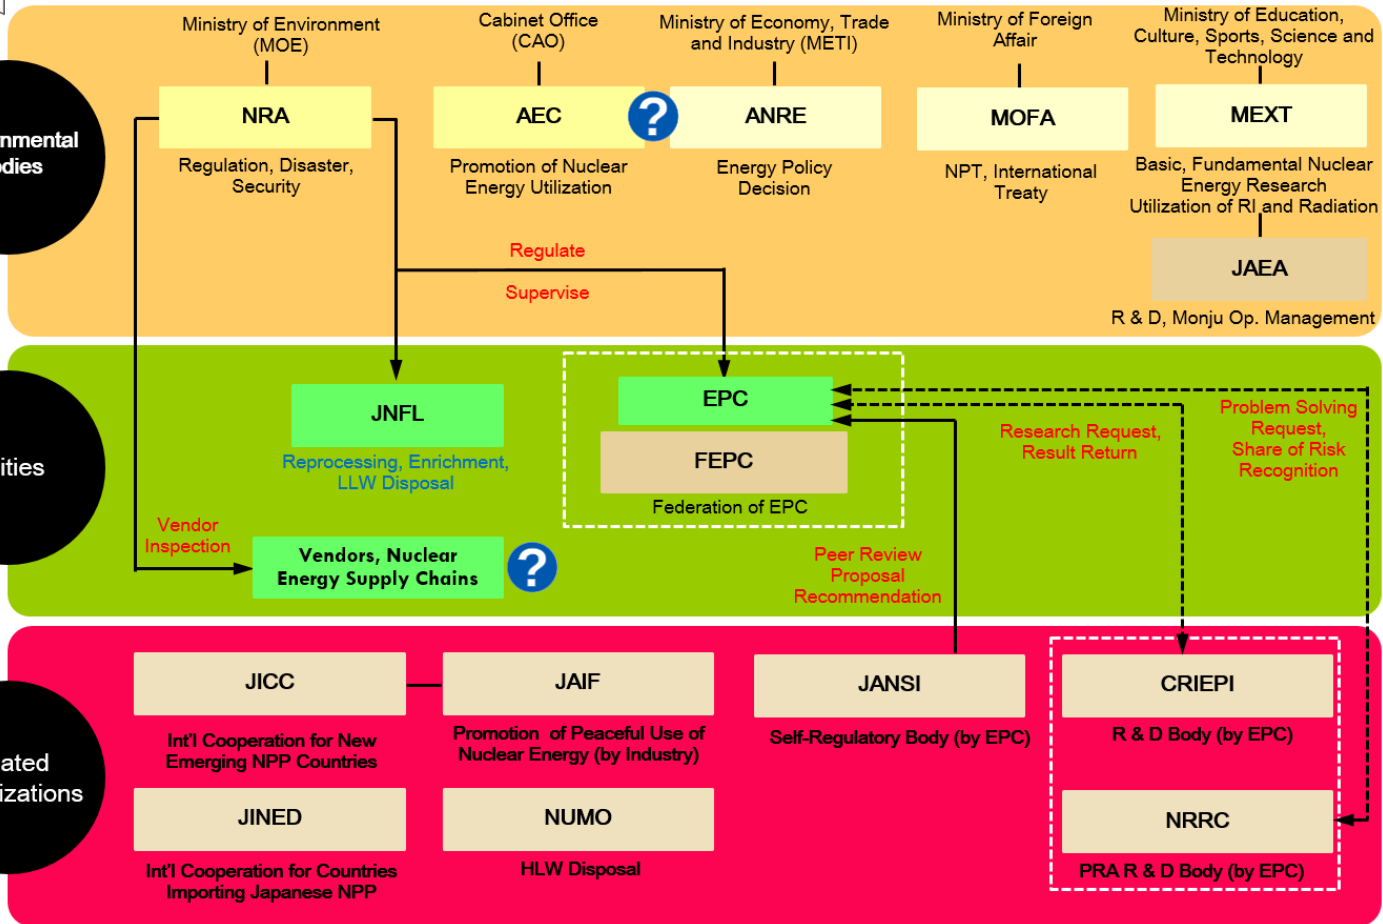 Ministry of Environment
(MOE)
Cabinet Office
(CAO)
Ministry of Economy, Trade
and Industry (METI)
Ministry of Foreign
Affair
Ministry of Education,
Culture, Sports, Science and
Technology
NRA
AEC
?
ANRE
MOFA
MEXT
nmental
dies
Regulation, Disaster,
Security
Promotion of Nuclear
Energy Utilization
Energy Policy
Decision
NPT, International
Treaty
Basic, Fundamental Nuclear
Energy Research
Utilization of RI and Radiation
JAEA
R & D, Monju Op. Management
Regulate
Supervise
ities
JNFL
Reprocessing, Enrichment,
LLW Disposal
EPC
FEPC
Federation of EPC
Research Request,
Result Return
Problem Solving
Request,
Share of Risk
Recognition
Vendor
Inspection
Vendors, Nuclear
Energy Supply Chains
?
Peer Review
Proposal
Recommendation
ated
izations
JICC
Int'l Cooperation for New
Emerging NPP Countries
JAIF
Promotion of Peaceful Use of
Nuclear Energy (by Industry)
JANSI
Self-Regulatory Body (by EPC)
CRIEPI
R & D Body (by EPC)
JINED
Int'l Cooperation for Countries
Importing Japanese NPP
NUMO
HLW Disposal
NRRC
PRA R & D Body (by EPC)